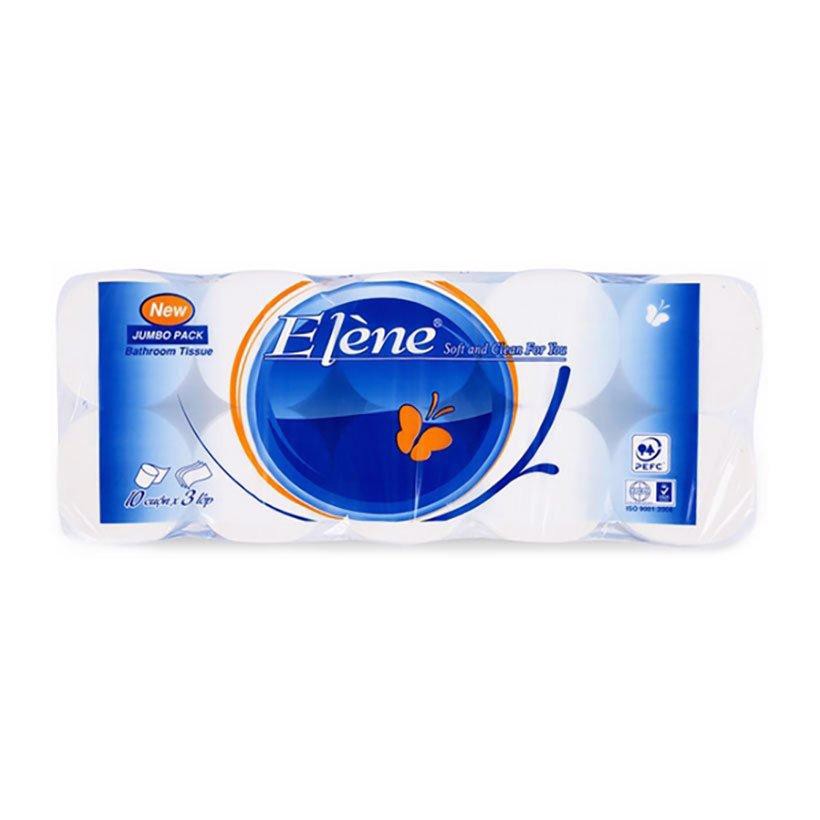 New
JUMBO PACK
Bathroom Tissue
Elène®
Soft and Clean For You
10 cuộn x 3 lớp
PEFC
ISO 9001:2008